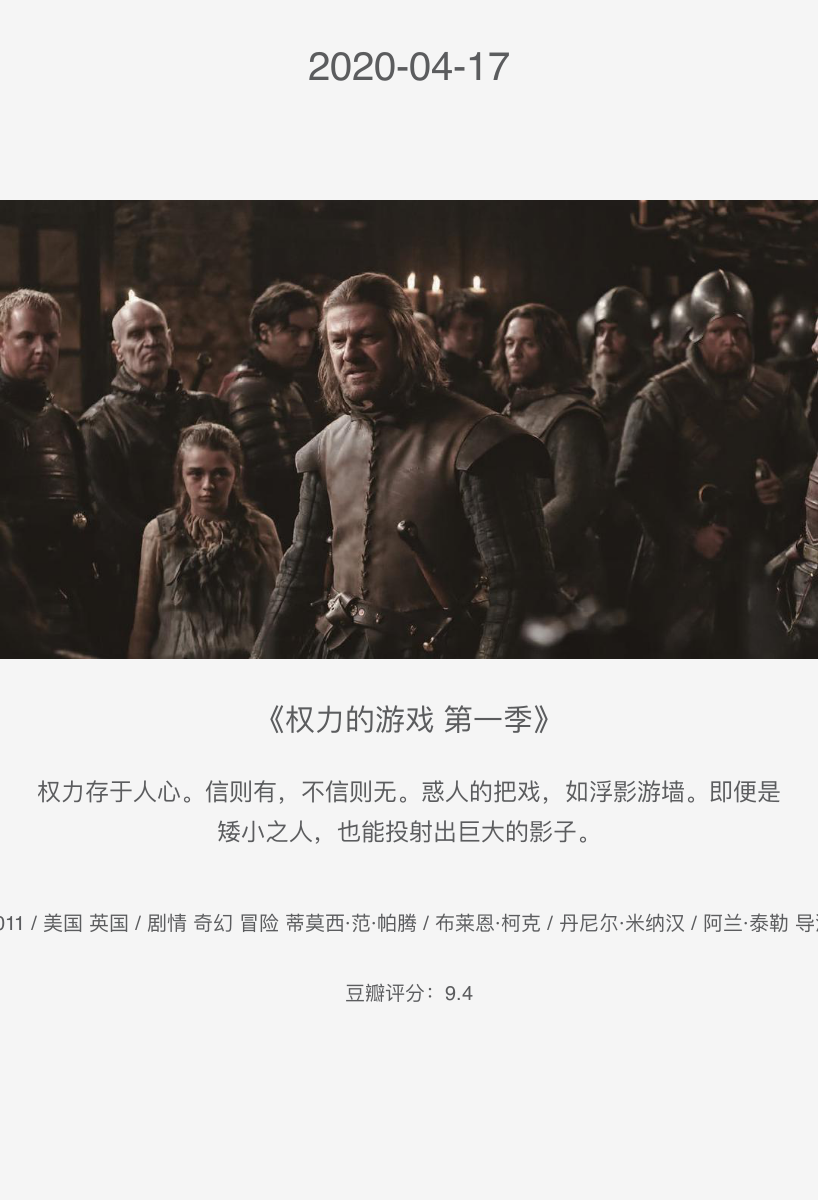 2020-04-17
《权力的游戏 第一季》
权力存于人心。信则有，不信则无。惑人的把戏，如浮影游墙。即便是
矮小之人，也能投射出巨大的影子。
011 / 美国 英国 / 剧情 奇幻 冒险 蒂莫西·范·帕腾 / 布莱恩·柯克 / 丹尼尔·米纳汉 / 阿兰·泰勒 导
豆瓣评分：9.4